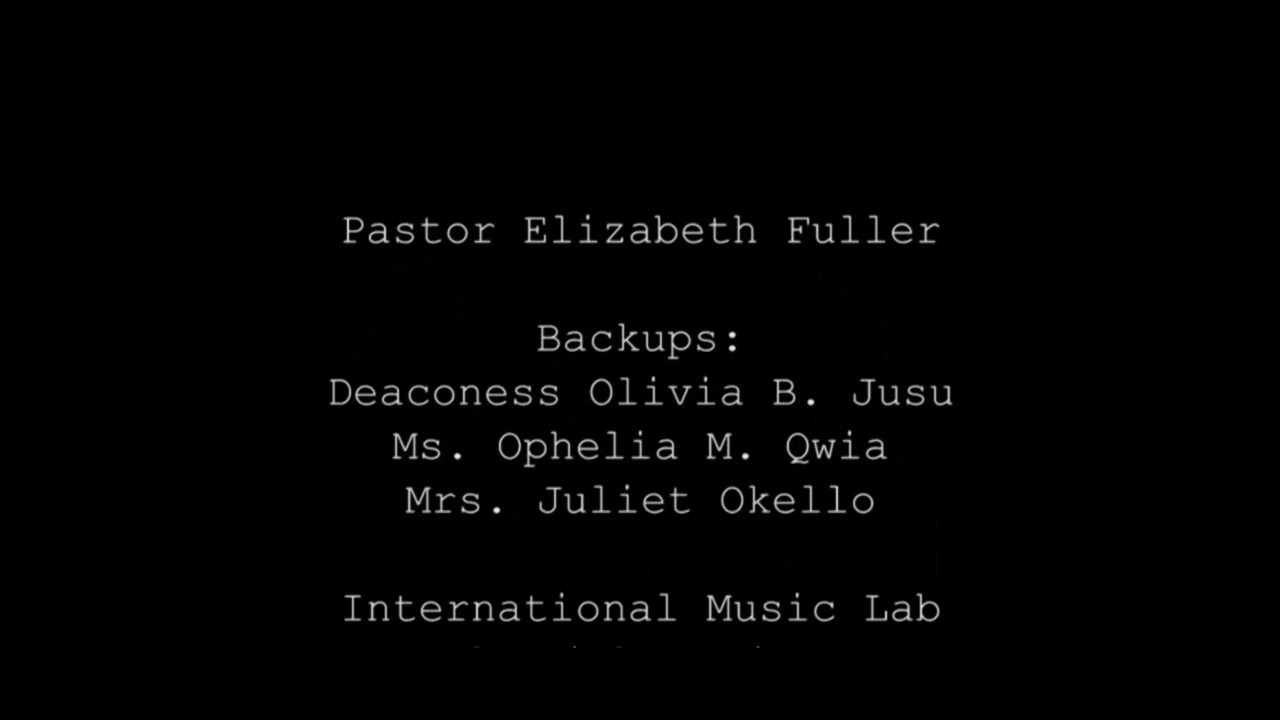 Pastor Elizabeth Fuller
Backups:
Deaconess Olivia B. Jusu
Ms. Ophelia M. Qwia
Mrs. Juliet Okello
International Music Lab